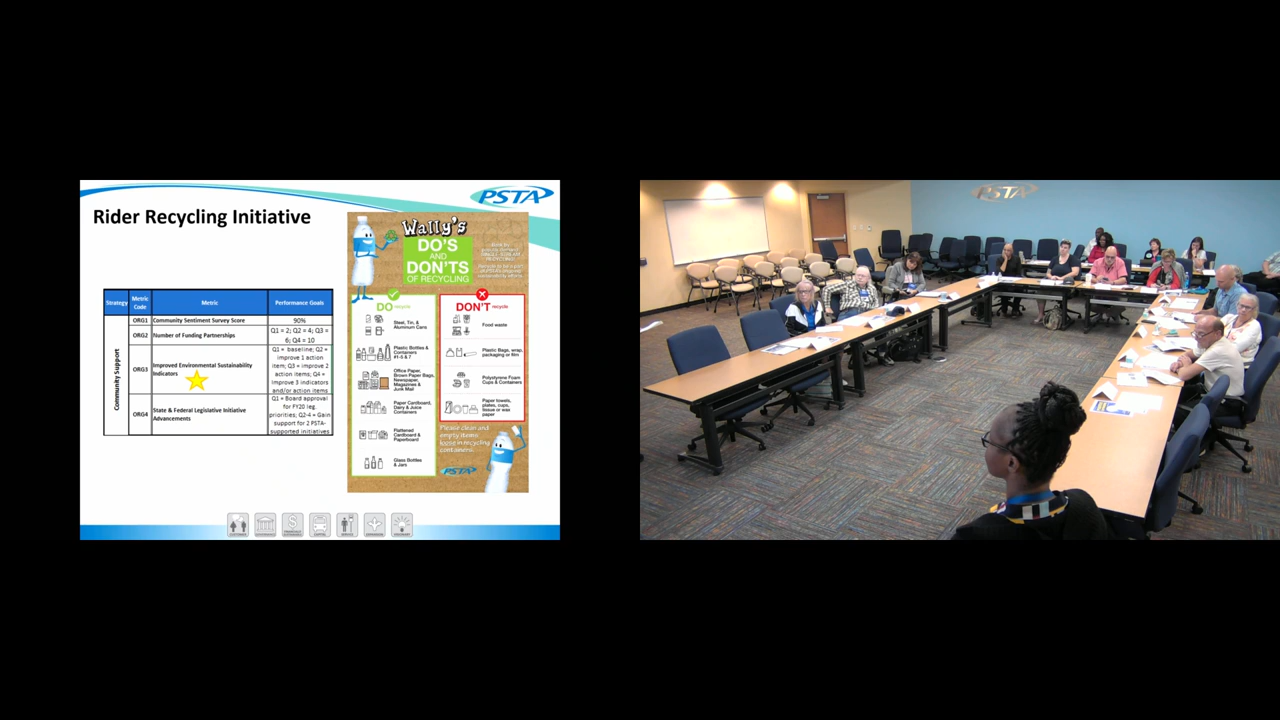 PSTA
Rider Recycling Initiative
Strategy
Metric
Code
Metric
Performance Goals
Community Support
ORG1
Community Sentiment Survey Score
90%
ORG2
Number of Funding Partnerships
Q1 = 2; Q2 = 4; Q3 =
6; Q4 = 10
ORG3
Improved Environmental Sustainability
Indicators
Q1 = baseline; Q2 =
improve 1 action
item; Q3 = improve 2
action items; Q4 =
improve 3 indicators
and/or action items
ORG4
State & Federal Legislative Initiative
Advancements
Q1 = Board approval
for FY20 leg.
priorities; Q2-4 = Gain
support for 2 PSTA-
supported initiatives
Wally's
DO'S
AND
DON'TS
OF RECYCLING
DO recycle
Steel, Tin, &
Aluminum Cans
Plastic Bottles &
Containers
#1-5 & 7
Office Paper,
Brown Paper Bags,
Newspaper,
Magazines &
Junk Mail
Paper Cardboard,
Dairy & Juice
Containers
Flattened
Cardboard &
Paperboard
Glass Bottles
& Jars
DON'T recycle
Food waste
Plastic Bags, wrap,
packaging or film
Polystyrene Foam
Cups & Containers
Paper towels,
plates, cups,
tissue or wax
paper
Please clean and
empty items
loose in recycling
containers.
PSTA
PSTA